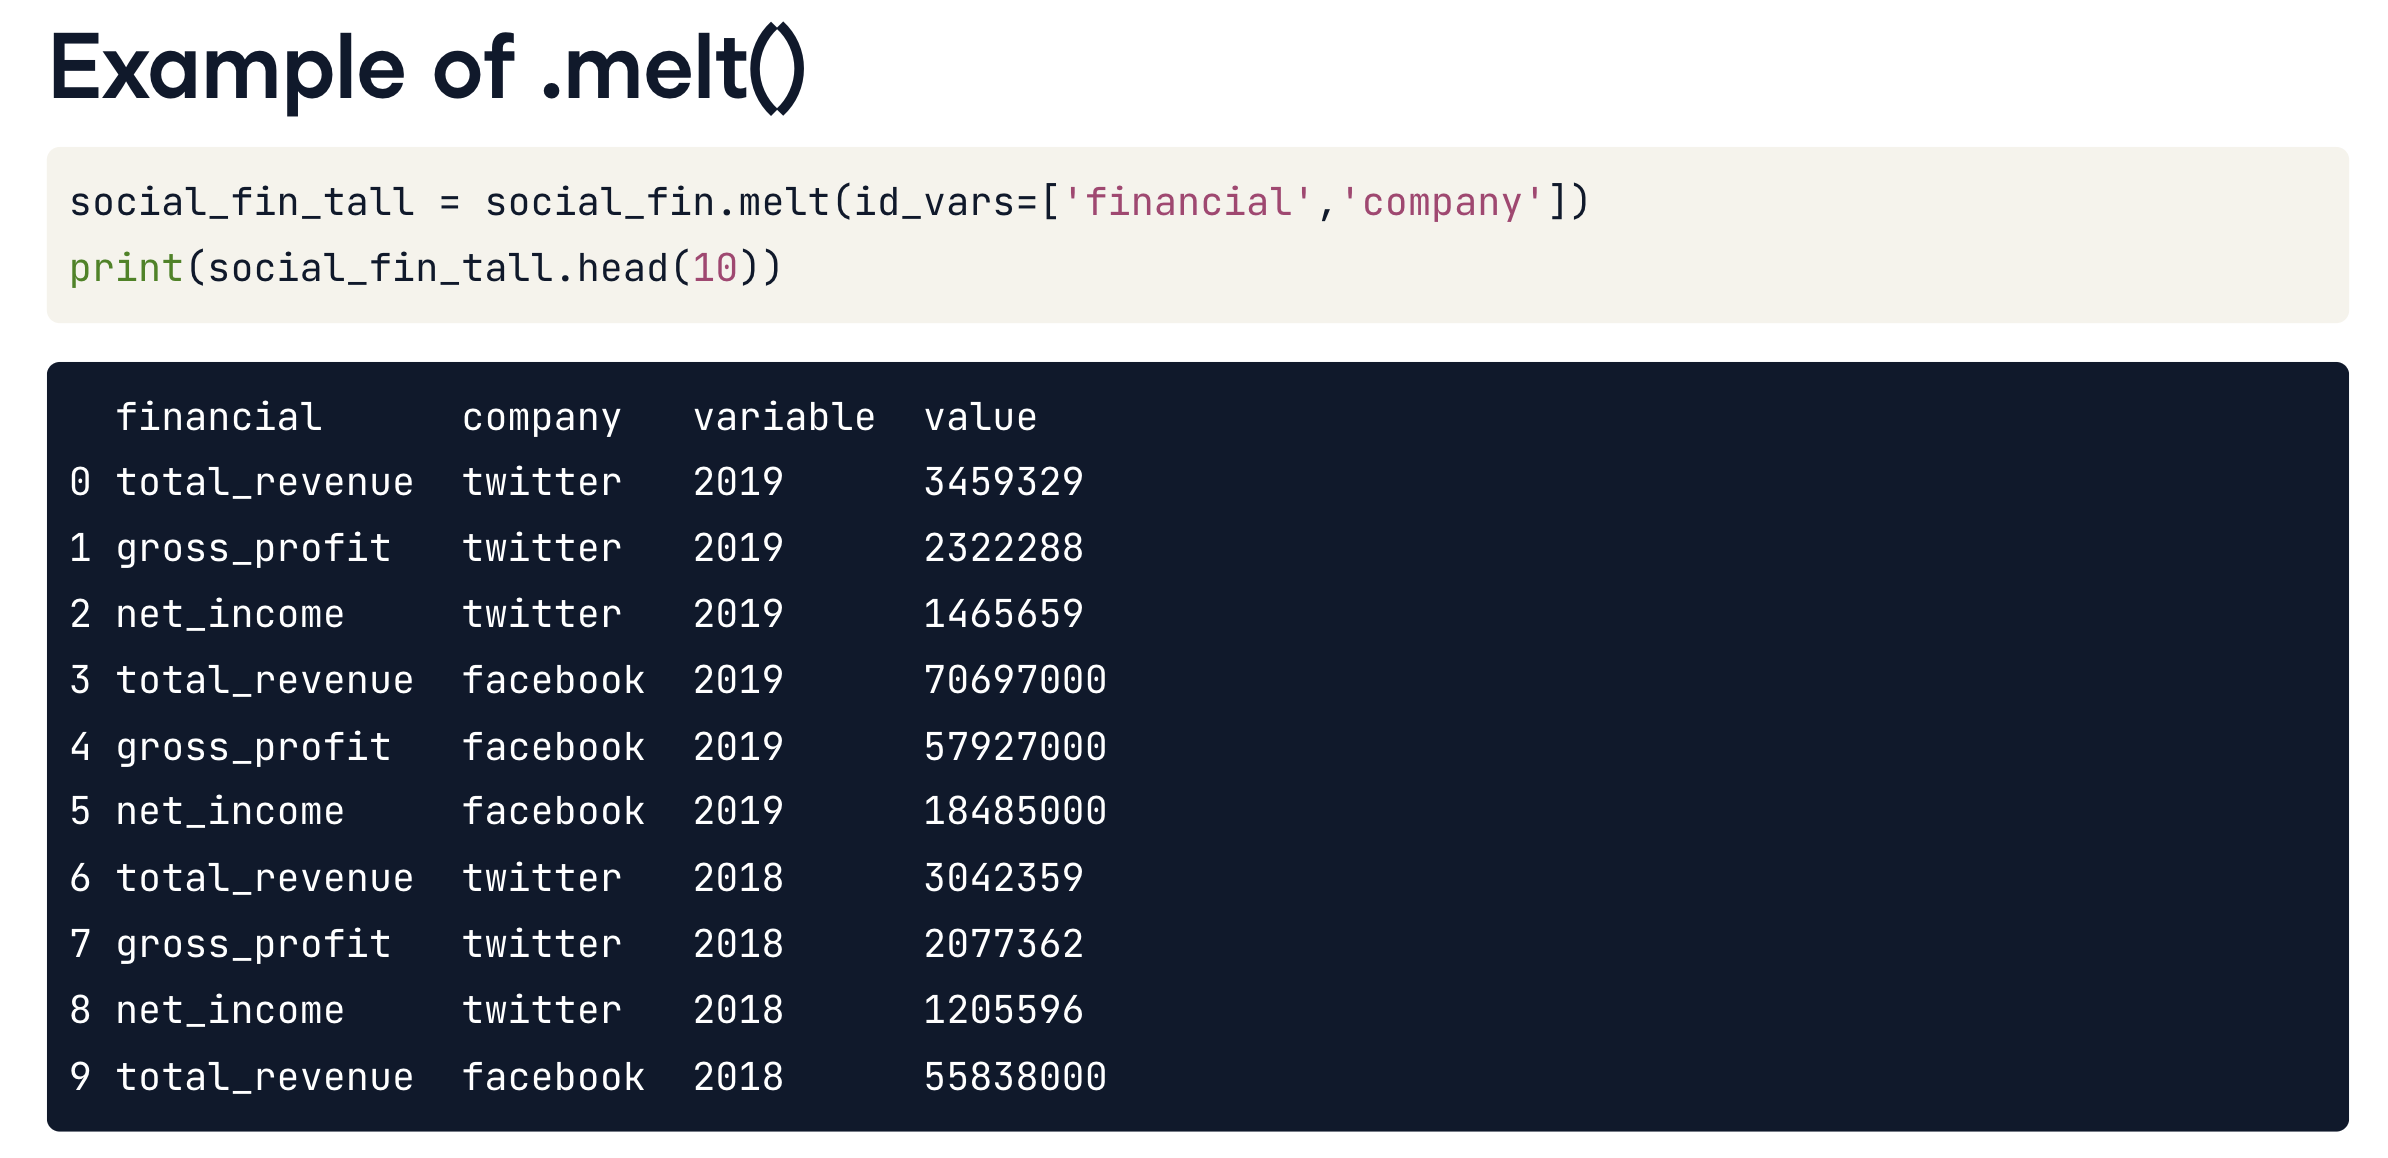 Example of .melt()
social_fin_tall = social_fin.melt(id_vars=['financial','company'])
print(social_fin_tall.head(10))
financial company variable value
0 total_revenue twitter 2019 3459329
1 gross_profit twitter 2019 2322288
2 net_income twitter 2019 1465659
3 total_revenue facebook 2019 70697000
4 gross_profit facebook 2019 57927000
5 net_income facebook 2019 18485000
6 total_revenue twitter 2018 3042359
7 gross_profit twitter 2018 2077362
8 net_income twitter 2018 1205596
9 total_revenue facebook 2018 55838000